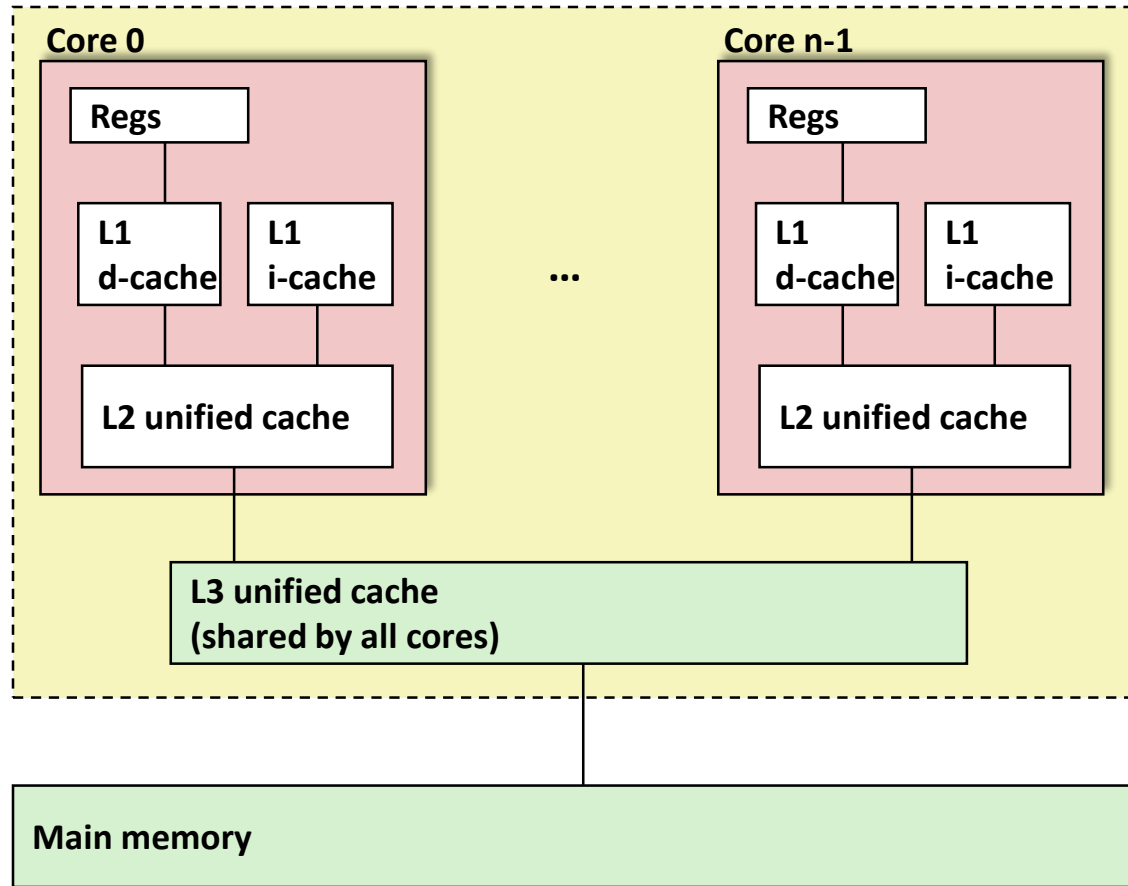 Core 0
Regs
L1
d-cache
L1
i-cache
L2 unified cache
...
Core n-1
Regs
L1
d-cache
L1
i-cache
L2 unified cache
L3 unified cache
(shared by all cores)
Main memory